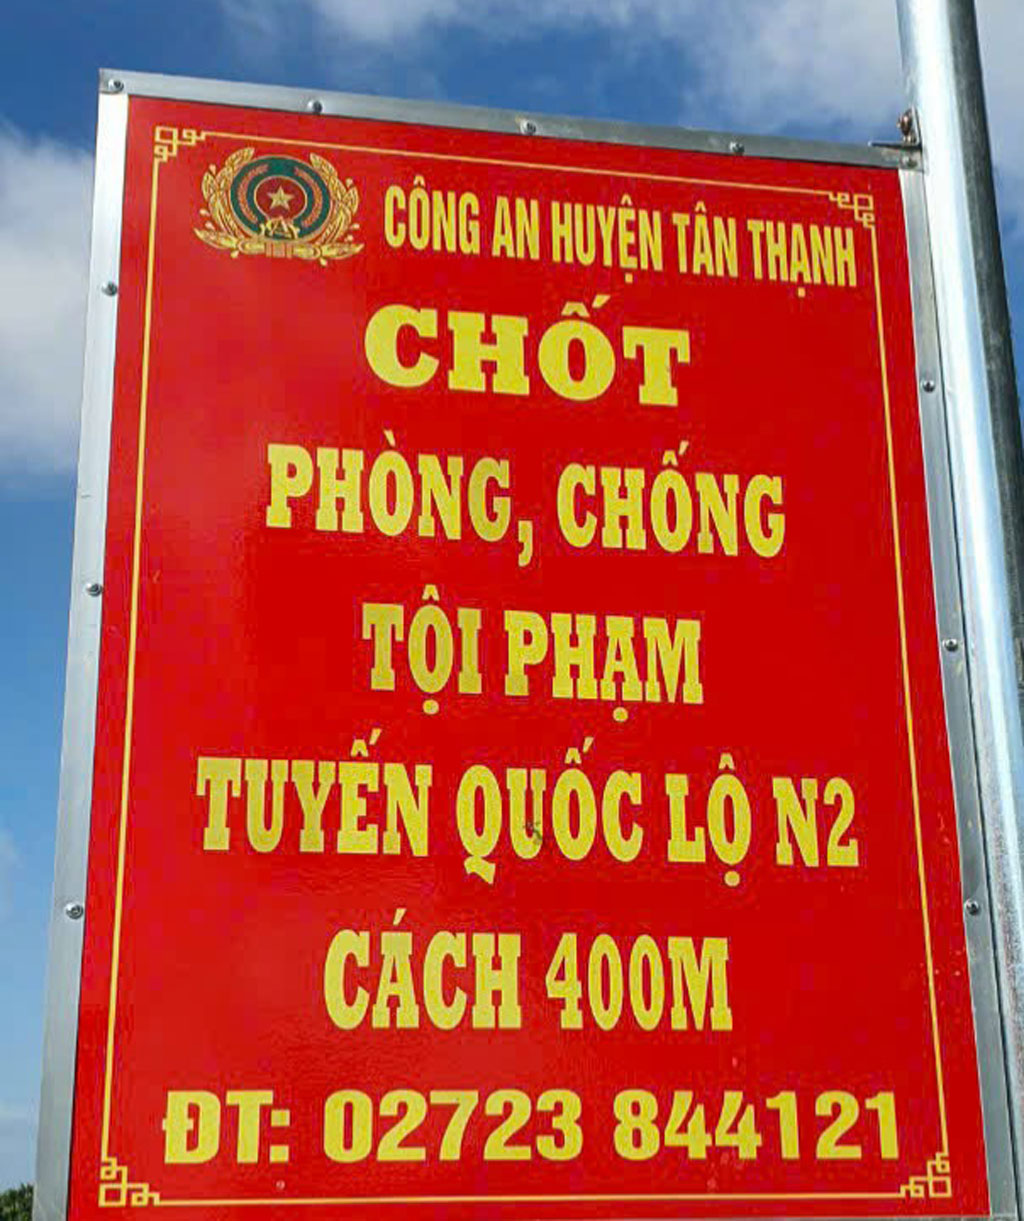 CÔNG AN HUYỆN TÂN THẠNH
CHỐT
PHÒNG, CHỐNG
TỘI PHẠM
TUYẾN QUỐC LỘ N2
CÁCH 400M
ĐT: 02723 844121